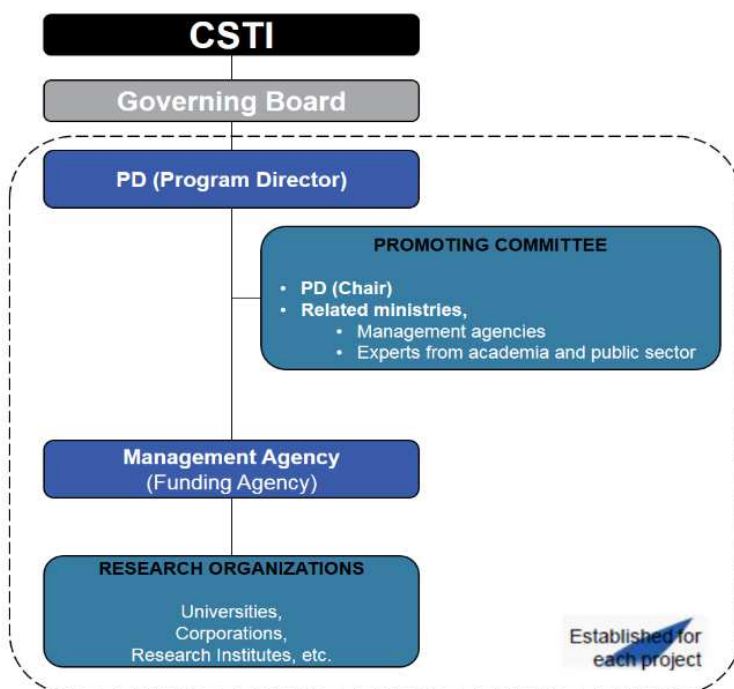 CSTI
Governing Board
PD (Program Director)
PROMOTING COMMITTEE
• PD (Chair)
• Related ministries,
• Management agencies
• Experts from academia and public sector
Management Agency
(Funding Agency)
RESEARCH ORGANIZATIONS
Universities,
Corporations,
Research Institutes, etc.
Established for
each project